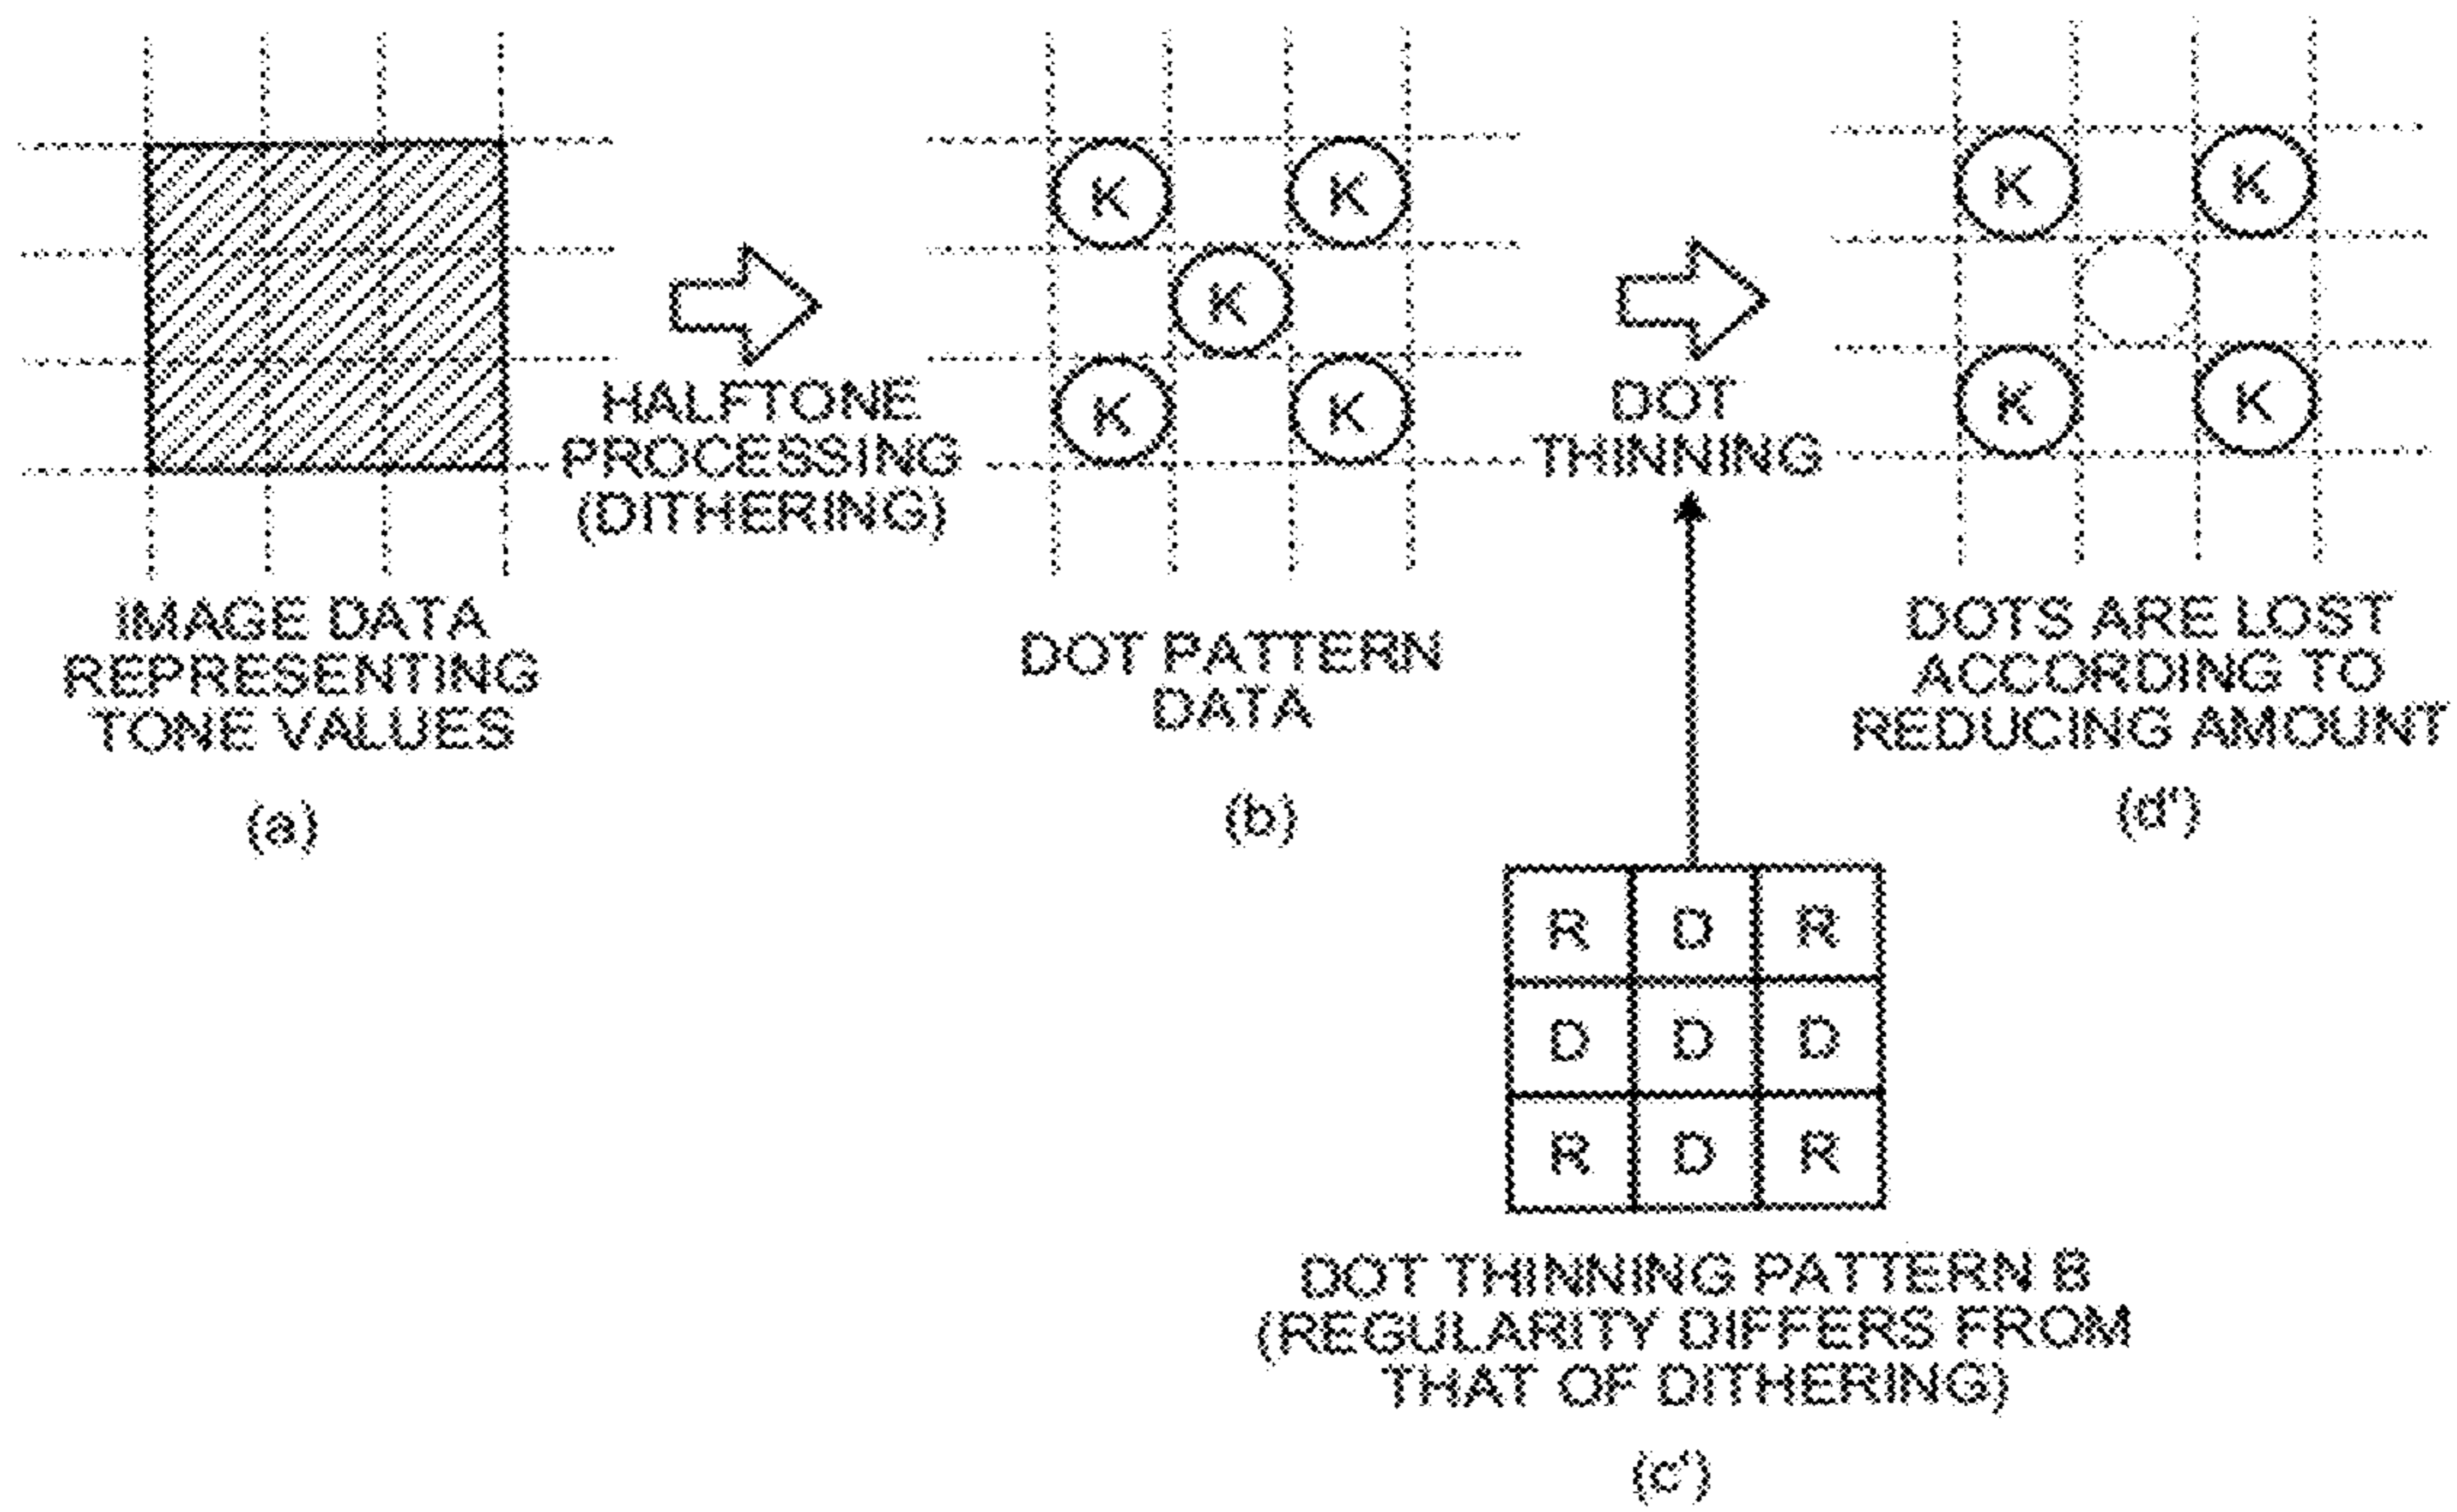 K K
K
K K
K K
K K
HALFTONE
PROCESSING
(DITHERING)
DOT
THINNING
IMAGE DATA
REPRESENTING
TONE VALUES
(a)
DOT PATTERN
DATA
(b)
DOTS ARE LOST
ACCORDING TO
REDUCING AMOUNT
(d')
R D R
D D D
R D R
DOT THINNING PATTERN B
(REGULARITY DIFFERS FROM
THAT OF DITHERING)
(c')